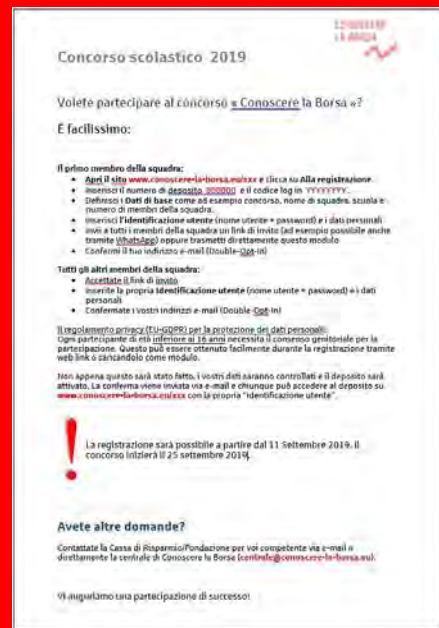 CONOSCERE
LA BORSA
Concorso scolastico 2019
Volete partecipare al concorso « Conoscere la Borsa »?
È facilissimo:
Il primo membro della squadra:
• Apri il sito www.conoscere-la-borsa.eu/xxx e clicca su Alla registrazione.
• Inserisci il numero di deposito 000000 e il codice log in YYYYYYYY.
• Definisci i Dati di base come ad esempio concorso, nome di squadra, scuola e
numero di membri della squadra.
• Inserisci l'identificazione utente (nome utente + password) e i dati personali
• Invii a tutti i membri della squadra un link di invito (ad esempio possibile anche
tramite WhatsApp) oppure trasmetti direttamente questo modulo
• Confermi il tuo indirizzo e-mail (Double-Opt-In)
Tutti gli altri membri della squadra:
• Accettate il link di invito
• Inserite la propria Identificazione utente (nome utente + password) e i dati
personali
• Confermate i vostri indirizzi e-mail (Double-Opt-In)
Il regolamento privacy (EU-GDPR) per la protezione dei dati personali:
Ogni partecipante di età inferiore ai 16 anni necessita il consenso genitoriale per la
partecipazione. Questo può essere ottenuto facilmente durante la registrazione tramite
web link o caricandolo come modulo.
Non appena questo sarà stato fatto, i vostri dati saranno controllati e il deposito sarà
attivato. La conferma viene inviata via e-mail e chiunque può accedere al deposito su
www.conoscere-la-borsa.eu/xxx con la propria "identificazione utente".
!
La registrazione sarà possibile a partire dal 11 Settembre 2019. Il
concorso inizierà il 25 settembre 2019.
Avete altre domande?
Contattate la Cassa di Risparmio/Fondazione per voi competente via e-mail o
direttamente la centrale di Conoscere la Borsa (centrale@conoscere-la-borsa.eu).
Vi auguriamo una partecipazione di successo!